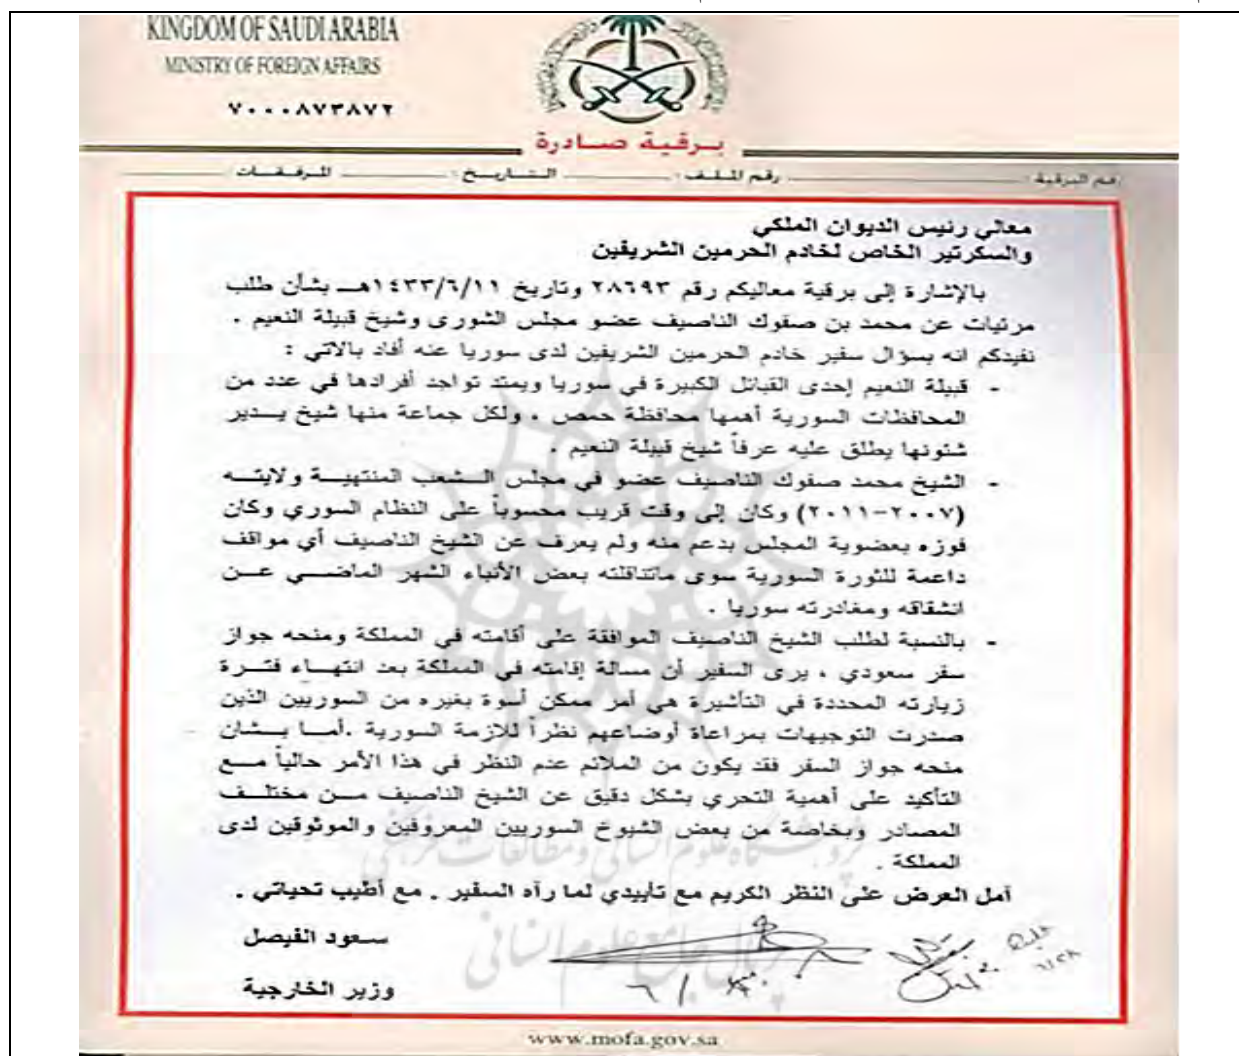 KINGDOM OF SAUDI ARABIA
MINISTRY OF FOREIGN AFFAIRS
٧٠٠٠٨٧٣٨٧٢
برقية صادرة
رقم البرقية : رقم الملف : التاريخ : المرفقات :
معالي رئيس الديوان الملكي
والسكرتير الخاص لخادم الحرمين الشريفين
بالإشارة إلى برقية معاليكم رقم ٢٨٦٩٣ وتاريخ ١٤٣٣/٦/١١هـ بشأن طلب
مرئيات عن محمد بن صفوك الناصيف عضو مجلس الشورى وشيخ قبيلة النعيم .
نفيدكم انه بسؤال سفير خادم الحرمين الشريفين لدى سوريا عنه أفاد بالاتي :
- قبيلة النعيم إحدى القبائل الكبيرة في سوريا ويمتد تواجد أفرادها في عدد من
المحافظات السورية أهمها محافظة حمص ، ولكل جماعة منها شيخ يدير
شئونها يطلق عليه عرفاً شيخ قبيلة النعيم .
- الشيخ محمد صفوك الناصيف عضو في مجلس الشعب المنتهية ولايته
(٢٠٠٧-٢٠١١) وكان إلى وقت قريب محسوباً على النظام السوري وكان
فوزه بعضوية المجلس بدعم منه ولم يعرف عن الشيخ الناصيف أي مواقف
داعمة للثورة السورية سوى ماتناقلته بعض الأنباء الشهر الماضي عن
انشقاقه ومغادرته سوريا .
- بالنسبة لطلب الشيخ الناصيف الموافقة على أقامته في المملكة ومنحه جواز
سفر سعودي ، يرى السفير أن مسالة إقامته في المملكة بعد انتهاء فترة
زيارته المحددة في التأشيرة هي أمر ممكن أسوة بغيره من السوريين الذين
صدرت التوجيهات بمراعاة أوضاعهم نظراً للازمة السورية .أما بشان
منحه جواز السفر فقد يكون من الملائم عدم النظر في هذا الأمر حالياً مع
التأكيد على أهمية التحري بشكل دقيق عن الشيخ الناصيف من مختلف
المصادر وبخاصة من بعض الشيوخ السوريين المعروفين والموثوقين لدى
المملكة .
آمل العرض على النظر الكريم مع تأييدي لما رآه السفير . مع أطيب تحياتي .
سعود الفيصل
وزير الخارجية
www.mofa.gov.sa
پژوهشگاه علوم انسانی و مطالعات فرهنگی
پرتال جامع علوم انسانی